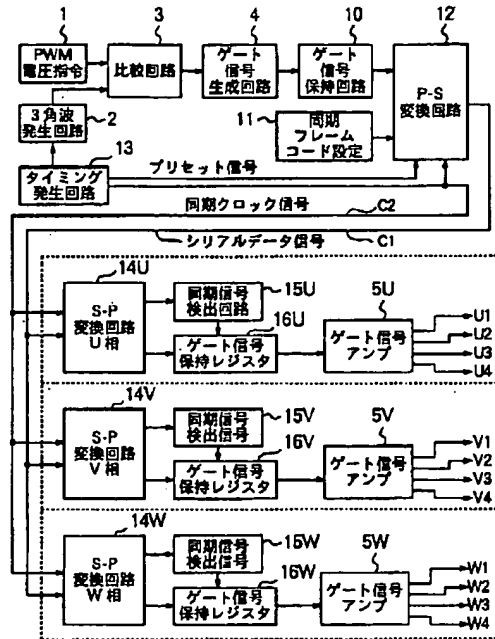 1
3
4
10
12
PWM
電圧指令
比較回路
ゲート
信号
生成回路
ゲート
信号
保持回路
P-S
変換回路
3角波
発生回路
2
11
同期
フレーム
コード設定
13
タイミング
発生回路
プリセット信号
同期クロック信号
C2
シリアルデータ信号
C1
14U
S-P
変換回路
U相
15U
同期信号
検出回路
16U
ゲート信号
保持レジスタ
5U
ゲート信号
アンプ
U1
U2
U3
U4
14V
S-P
変換回路
V相
15V
同期信号
検出信号
16V
ゲート信号
保持レジスタ
5V
ゲート信号
アンプ
V1
V2
V3
V4
14W
S-P
変換回路
W相
15W
同期信号
検出信号
16W
ゲート信号
保持レジスタ
5W
ゲート信号
アンプ
W1
W2
W3
W4